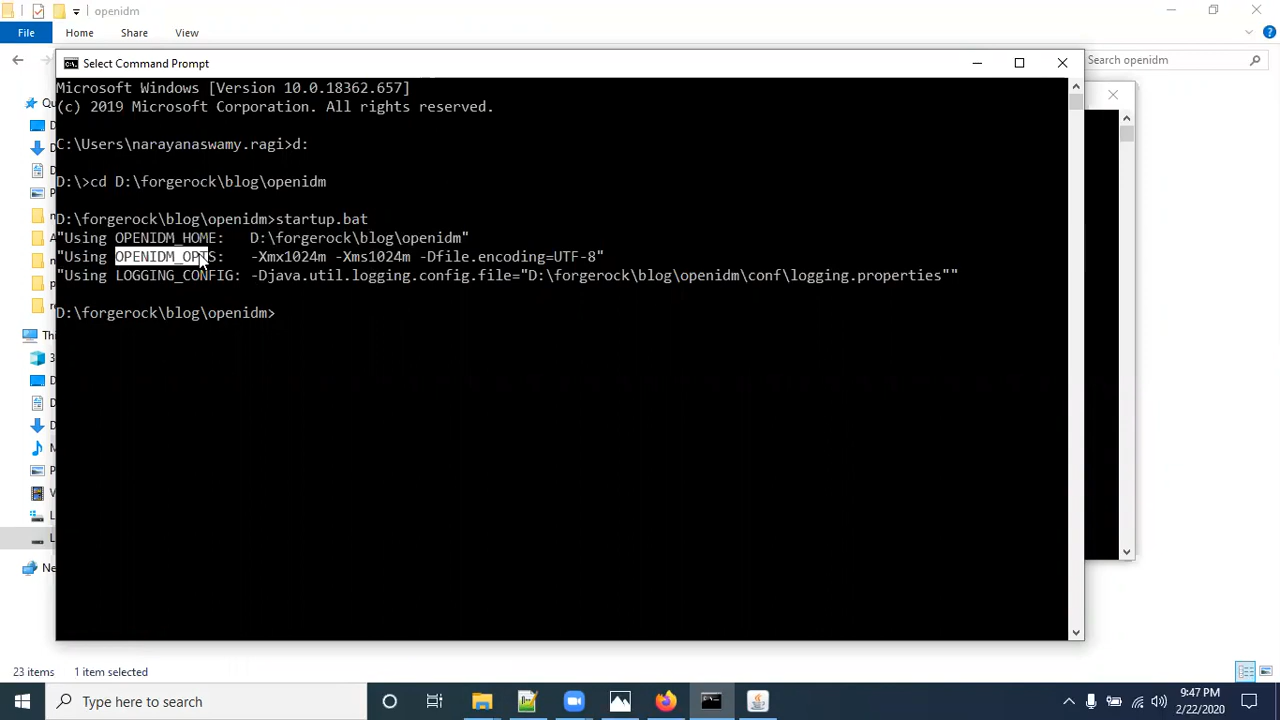 openidm
File Home Share View
Select Command Prompt
Search openidm
Microsoft Windows [Version 10.0.18362.657]
(c) 2019 Microsoft Corporation. All rights reserved.
C:\Users\narayanaswamy.ragi>d:
D:\>cd D:\forgerock\blog\openidm
D:\forgerock\blog\openidm>startup.bat
"Using OPENIDM_HOME:   D:\forgerock\blog\openidm"
"Using OPENIDM_OPTS:   -Xmx1024m -Xms1024m -Dfile.encoding=UTF-8"
"Using LOGGING_CONFIG: -Djava.util.logging.config.file="D:\forgerock\blog\openidm\conf\logging.properties""
D:\forgerock\blog\openidm>
23 items 1 item selected
Type here to search
9:47 PM
2/22/2020